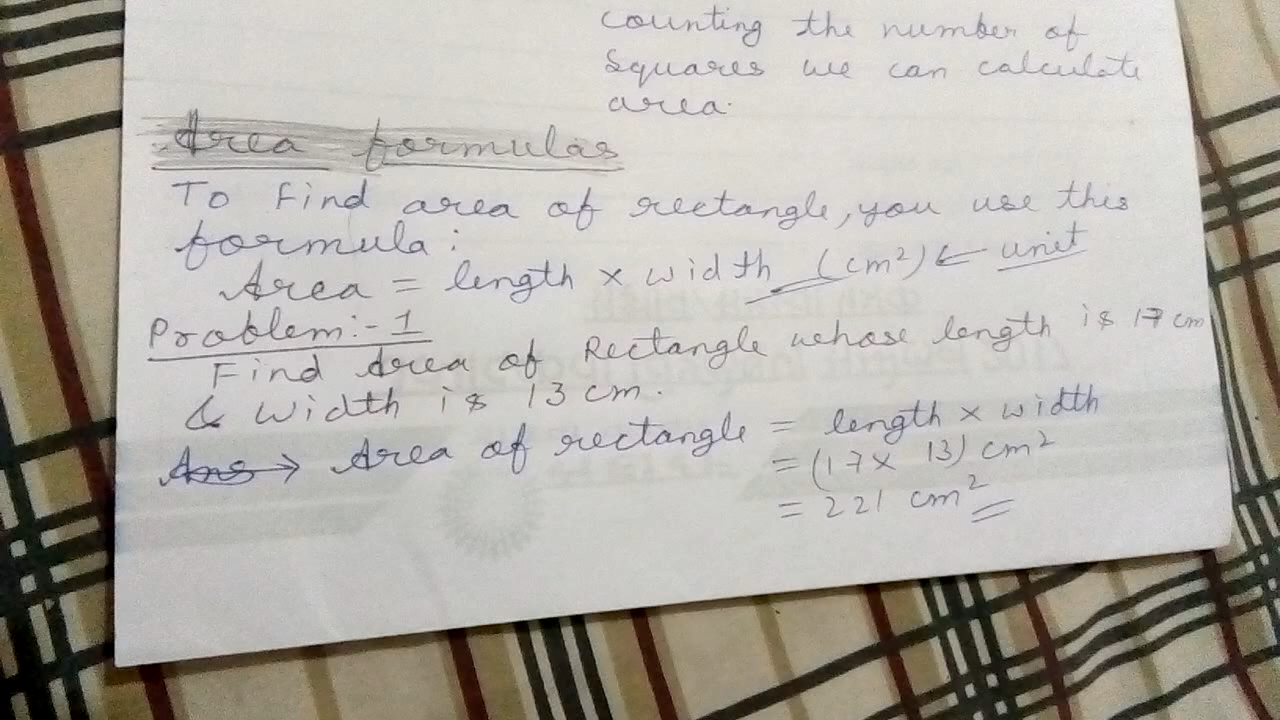 counting the number of
squares we can calculate
area.
Area formulas
To Find area of rectangle, you use this
formula:
Area = length × width (cm²) ← unit
Problem:- 1
Find Area of Rectangle whose length is 17 cm
& width is 13 cm.
Ans → Area of rectangle = length × width
= (17 × 13) cm²
= 221 cm²